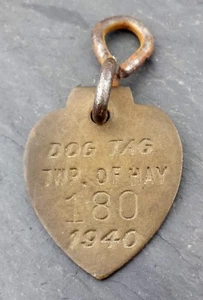 DOG TAG
TWP. OF HAY
180
1940